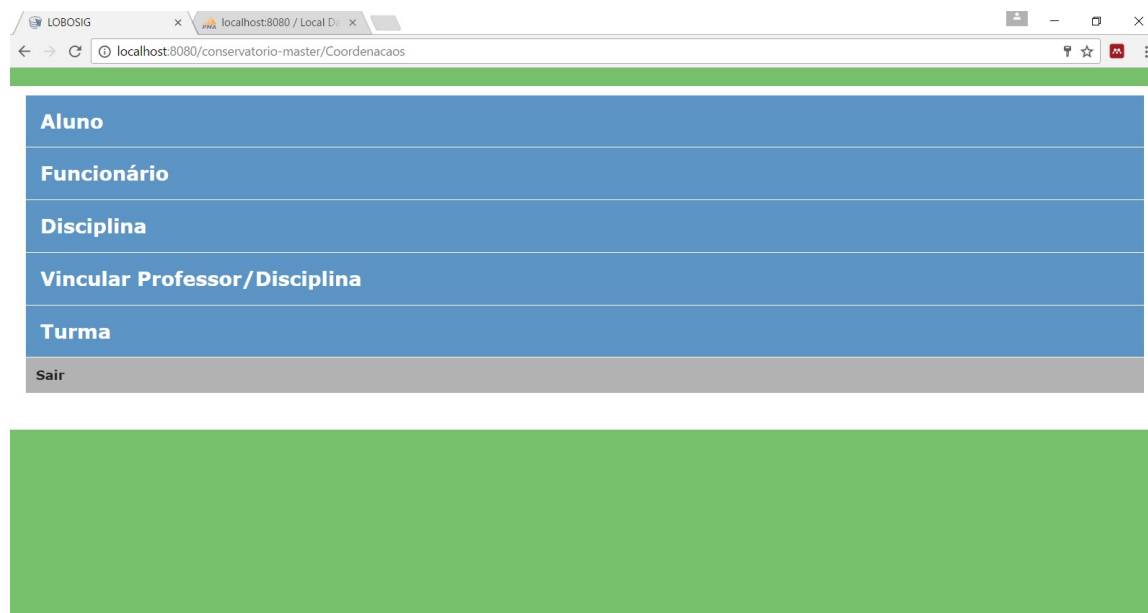 LOBOSIG
localhost:8080 / Local Da
localhost:8080/conservatorio-master/Coordenacaos
Aluno
Funcionário
Disciplina
Vincular Professor/Disciplina
Turma
Sair